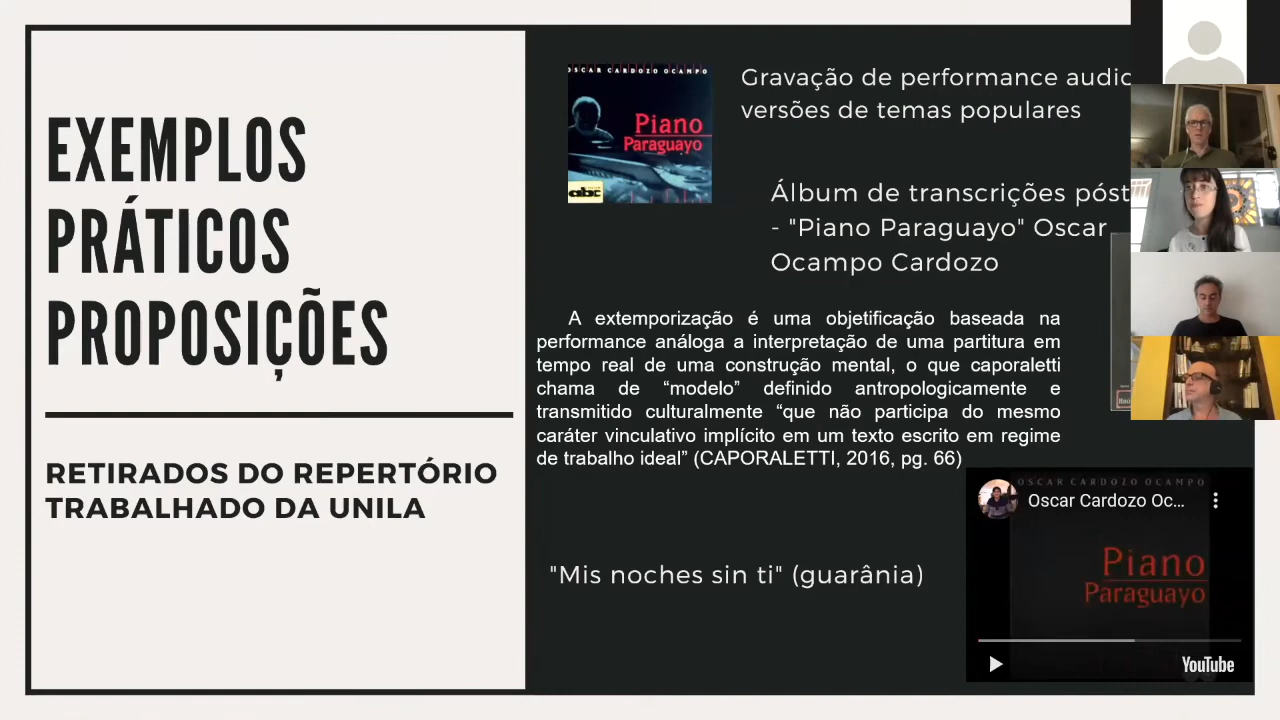 EXEMPLOS
PRÁTICOS
PROPOSIÇÕES
RETIRADOS DO REPERTÓRIO
TRABALHADO DA UNILA
OSCAR CARDOZO OCAMPO
Piano
Paraguayo
abc
Gravação de performance audio
versões de temas populares
Álbum de transcrições póst
- "Piano Paraguayo" Oscar
Ocampo Cardozo
A extemporização é uma objetificação baseada na
performance análoga a interpretação de uma partitura em
tempo real de uma construção mental, o que caporaletti
chama de “modelo” definido antropologicamente e
transmitido culturalmente “que não participa do mesmo
caráter vinculativo implícito em um texto escrito em regime
de trabalho ideal” (CAPORALETTI, 2016, pg. 66)
"Mis noches sin ti" (guarânia)
OSCAR CARDOZO OCAMPO
Oscar Cardozo Oc...
Piano
Paraguayo
YouTube